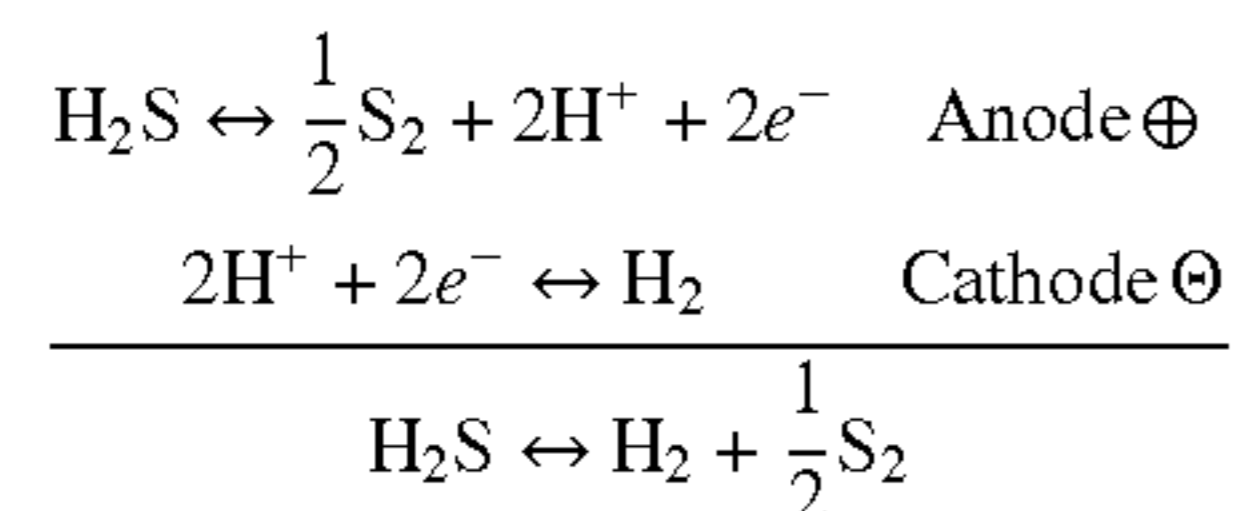 H₂S ↔ 1/2 S₂ + 2H⁺ + 2e⁻ Anode ⊕
2H⁺ + 2e⁻ ↔ H₂ Cathode Θ
H₂S ↔ H₂ + 1/2 S₂